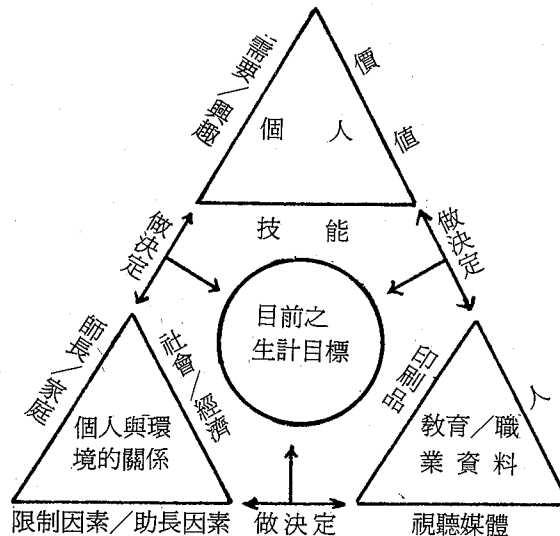 需要／興趣
價值
個人
技能
做決定
做決定
目前之
生計目標
師長／家庭
社會／經濟
個人與環
境的關係
限制因素／助長因素
做決定
印刷品
人
教育／職
業資料
視聽媒體